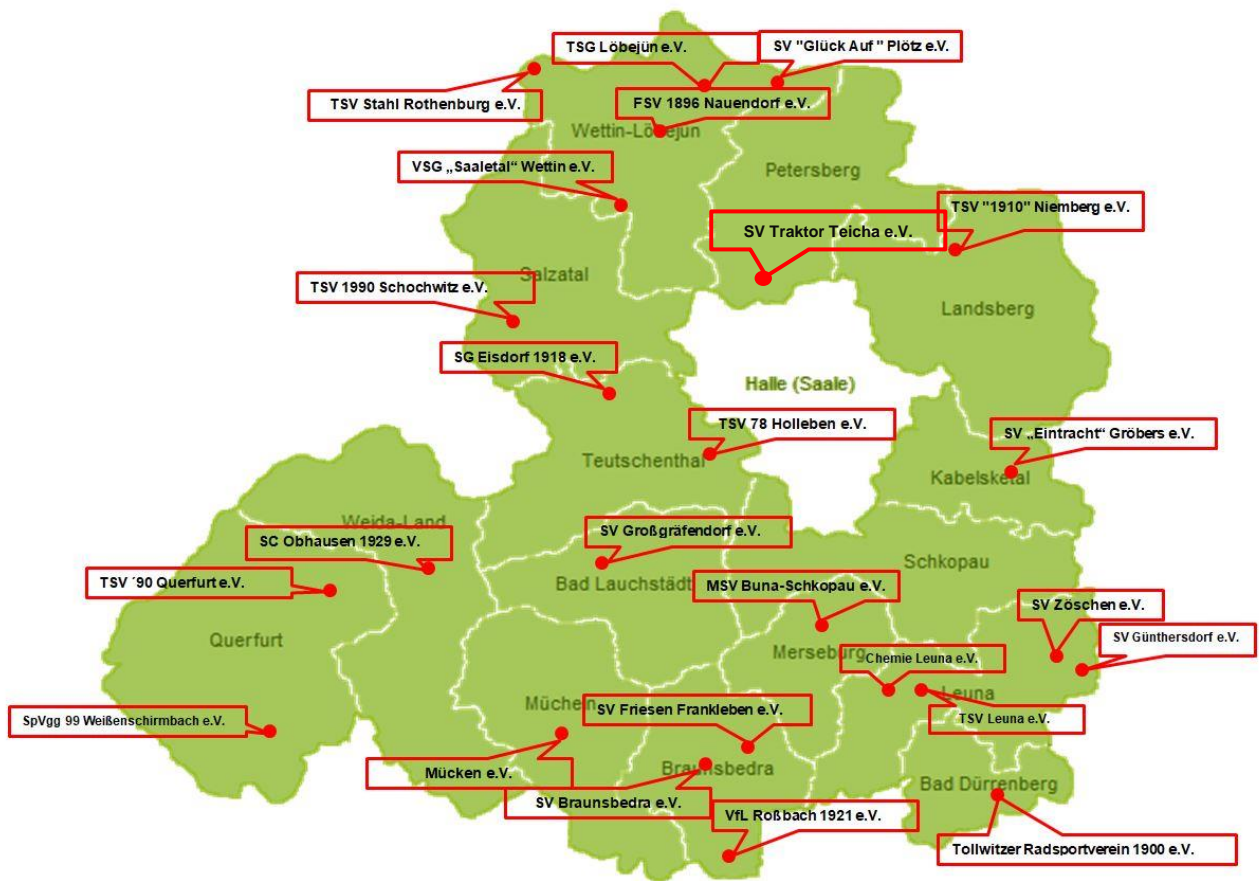 TSG Löbejün e.V.
SV "Glück Auf " Plötz e.V.
TSV Stahl Rothenburg e.V.
FSV 1896 Nauendorf e.V.
Wettin-Löbejün
VSG „Saaletal“ Wettin e.V.
Petersberg
TSV "1910" Niemberg e.V.
SV Traktor Teicha e.V.
Salzatal
TSV 1990 Schochwitz e.V.
Landsberg
SG Eisdorf 1918 e.V.
Halle (Saale)
TSV 78 Holleben e.V.
SV „Eintracht“ Gröbers e.V.
Teutschenthal
Kabelsketal
Weida-Land
SC Obhausen 1929 e.V.
SV Großgräfendorf e.V.
Schkopau
TSV ´90 Querfurt e.V.
Bad Lauchstädt
MSV Buna-Schkopau e.V.
SV Zöschen e.V.
Querfurt
SV Günthersdorf e.V.
Merseburg
Chemie Leuna e.V.
Leuna
Mücheln
SV Friesen Frankleben e.V.
TSV Leuna e.V.
SpVgg 99 Weißenschirmbach e.V.
Mücken e.V.
Braunsbedra
Bad Dürrenberg
SV Braunsbedra e.V.
VfL Roßbach 1921 e.V.
Tollwitzer Radsportverein 1900 e.V.